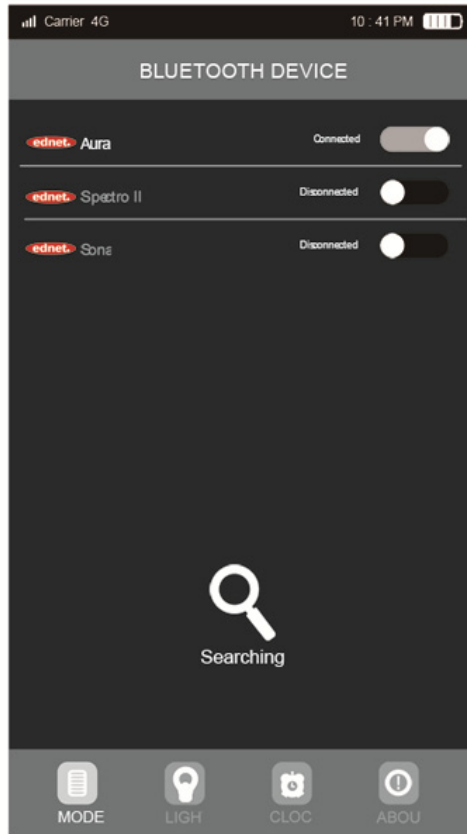 Carrier 4G 10 : 41 PM
BLUETOOTH DEVICE
ednet. Aura Connected
ednet. Spectro II Disconnected
ednet. Sona Disconnected
Searching
MODE LIGH CLOC ABOU